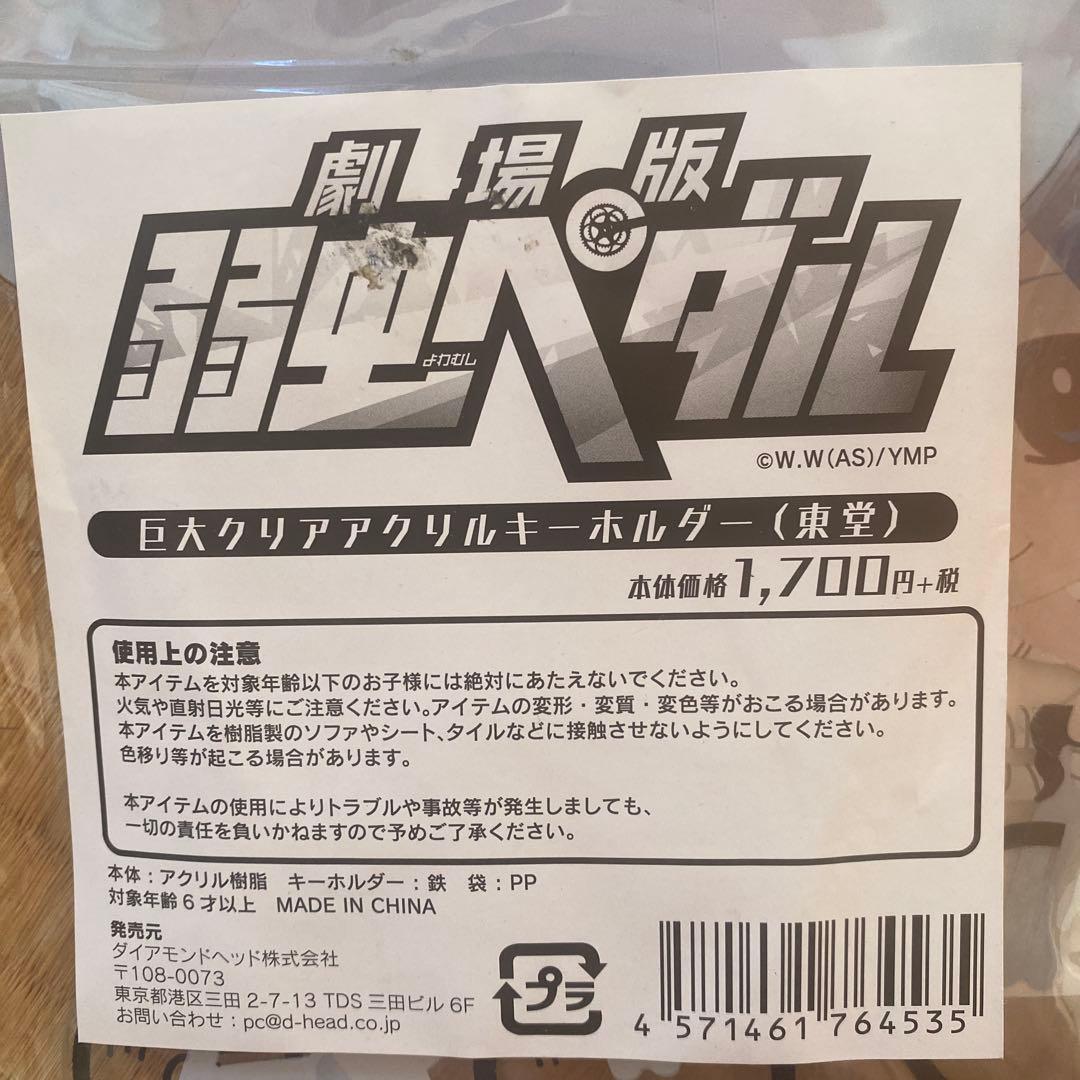 劇場版
弱虫ペダル
よわむし
©W.W(AS)/YMP
巨大クリアアクリルキーホルダー(東堂)
本体価格1,700円+税
使用上の注意
本アイテムを対象年齢以下のお子様には絶対にあたえないでください。
火気や直射日光等にご注意ください。アイテムの変形・変質・変色等がおこる場合があります。
本アイテムを樹脂製のソファやシート、タイルなどに接触させないようにしてください。
色移り等が起こる場合があります。
本アイテムの使用によりトラブルや事故等が発生しましても、
一切の責任を負いかねますので予めご了承ください。
本体:アクリル樹脂 キーホルダー:鉄 袋:PP
対象年齢6才以上 MADE IN CHINA
発売元
ダイアモンドヘッド株式会社
〒108-0073
東京都港区三田 2-7-13 TDS 三田ビル 6F
お問い合わせ:pc@d-head.co.jp
プラ
4 571461 764535